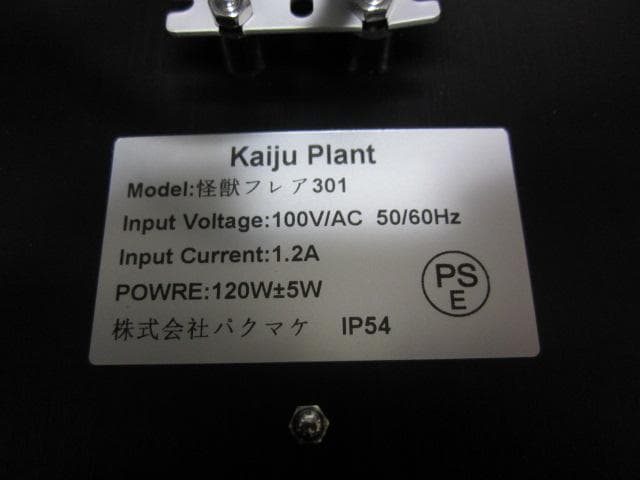 Kaiju Plant
Model:怪獣フレア301
Input Voltage:100V/AC 50/60Hz
Input Current:1.2A
POWRE:120W±5W
PS
E
株式会社パクマケ IP54